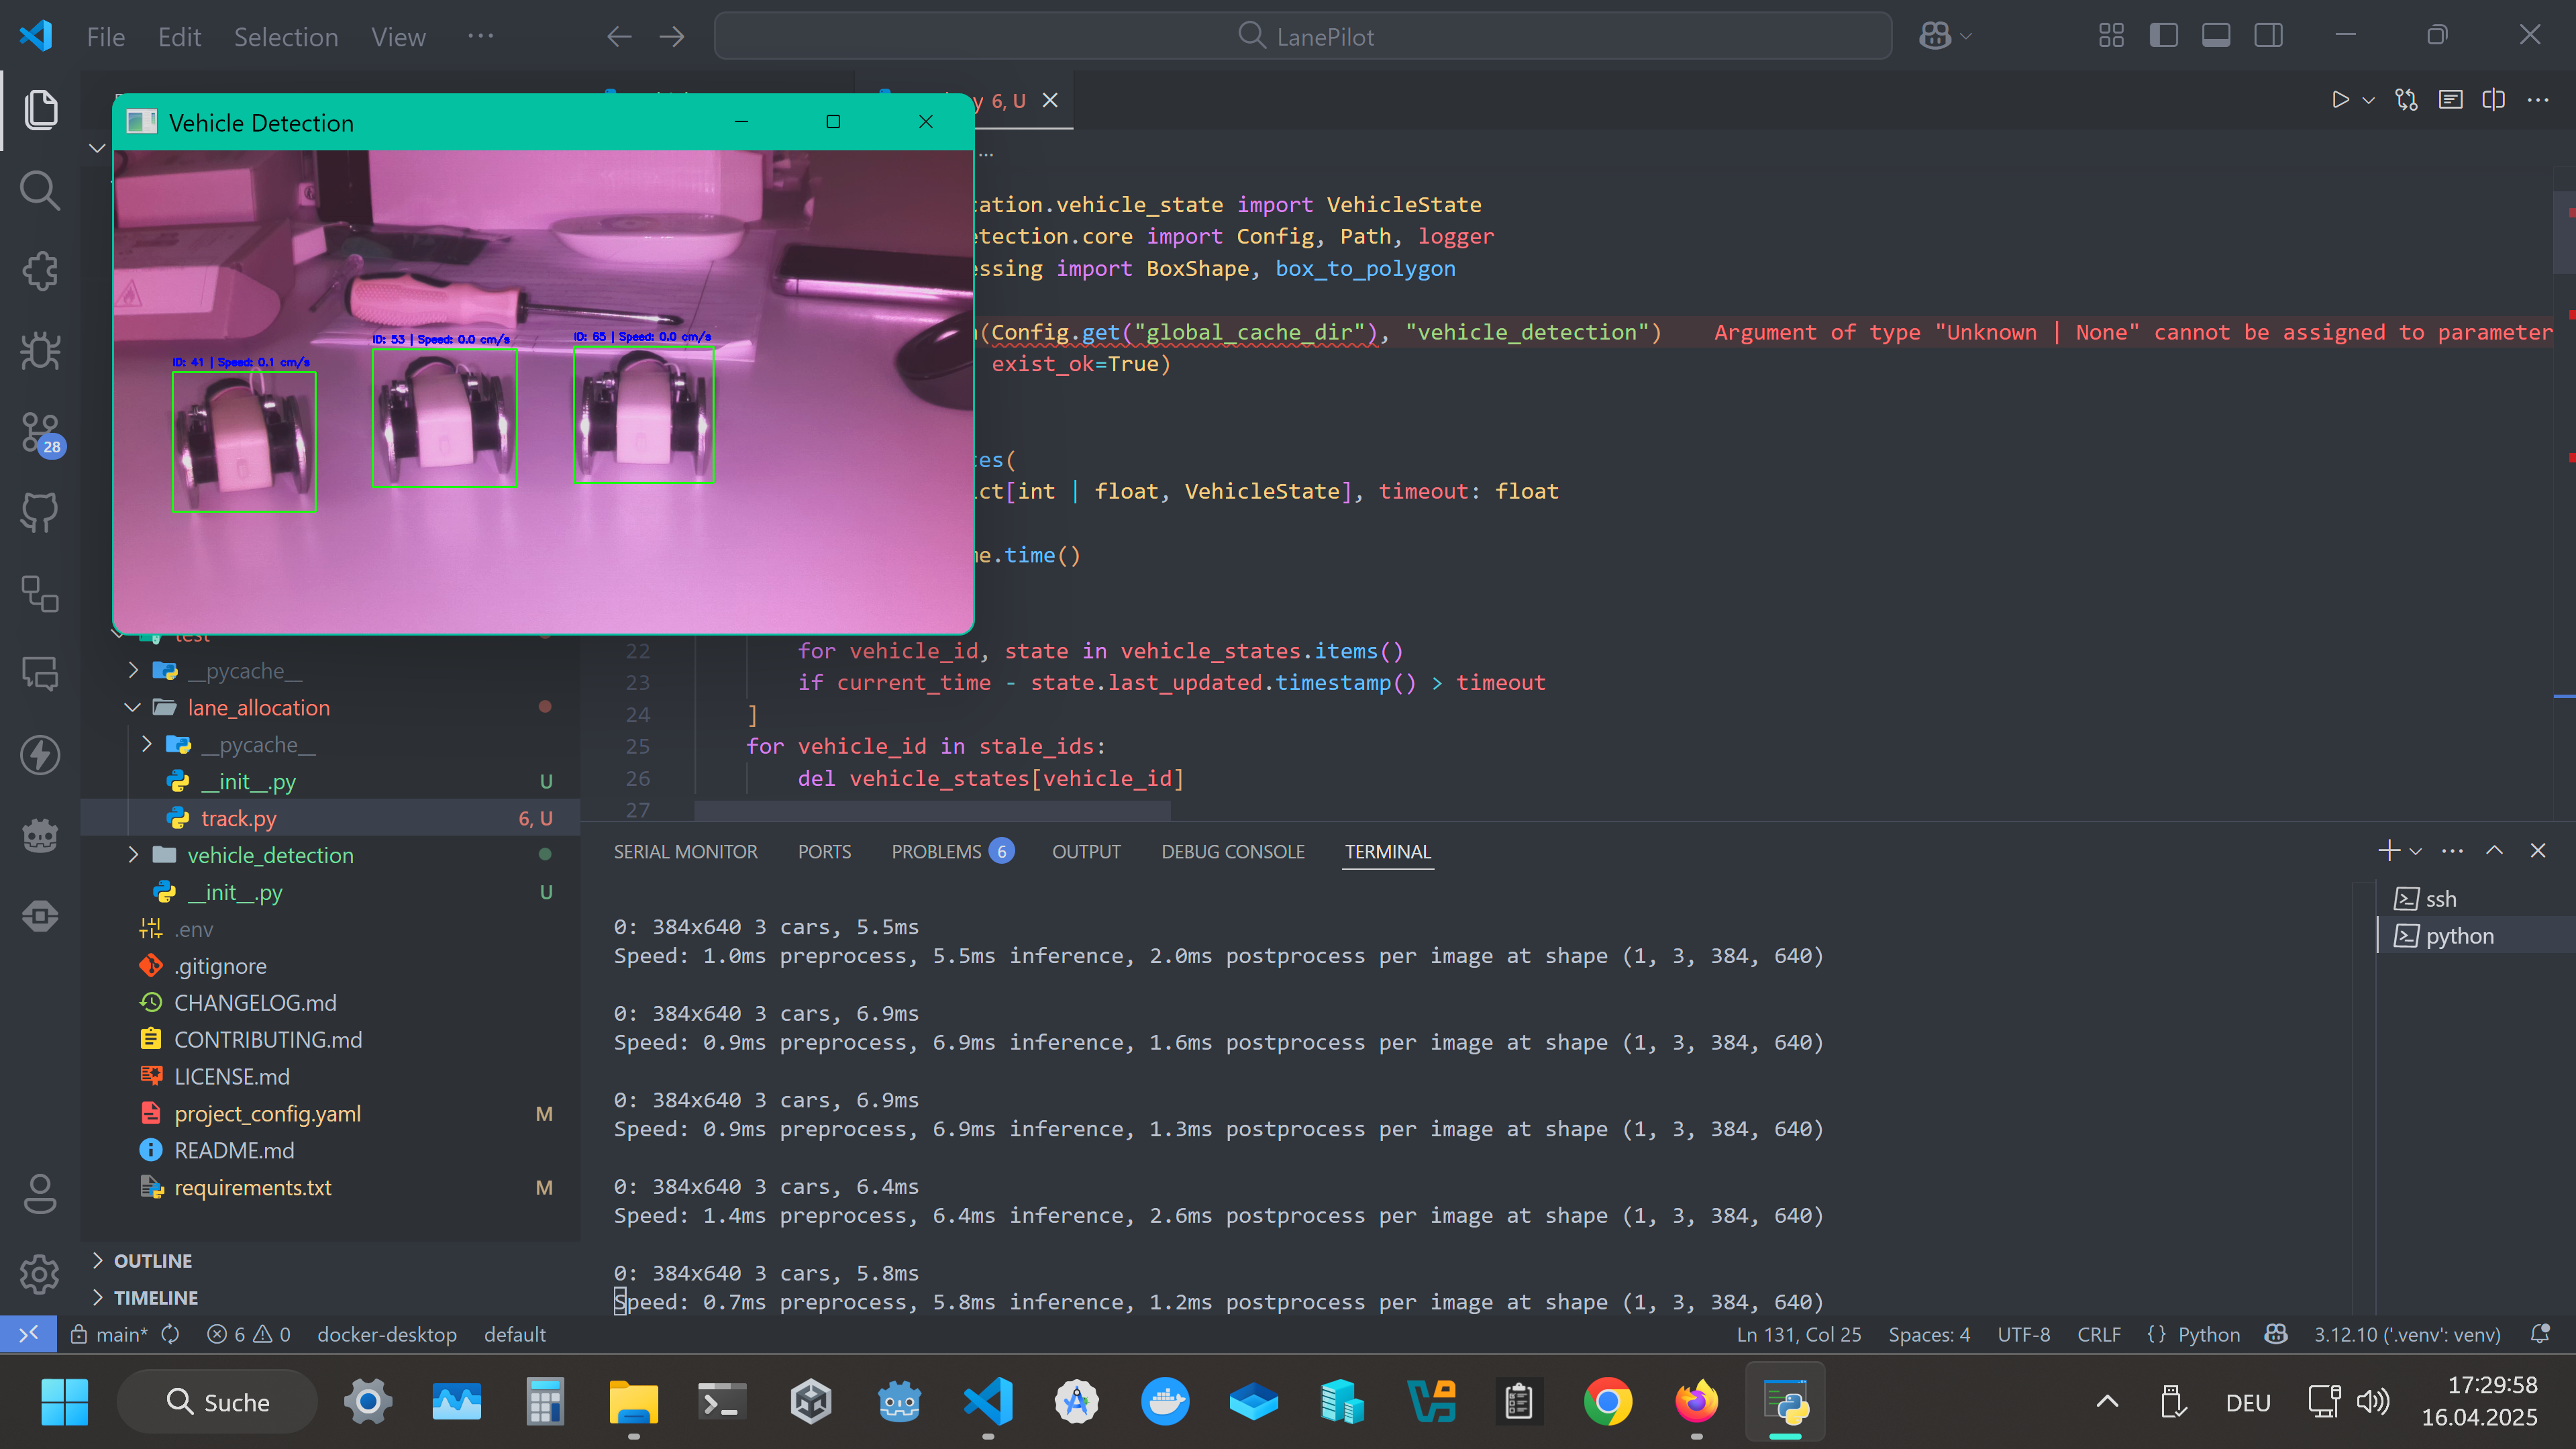 File Edit Selection View ···
LanePilot
Vehicle Detection
6, U
ID: 41 | Speed: 0.1 cm/s
ID: 53 | Speed: 0.0 cm/s
ID: 65 | Speed: 0.0 cm/s
28
...
cation.vehicle_state import VehicleState
etection.core import Config, Path, logger
essing import BoxShape, box_to_polygon
(Config.get("global_cache_dir"), "vehicle_detection") Argument of type "Unknown | None" cannot be assigned to parameter
exist_ok=True)
es(
ct[int | float, VehicleState], timeout: float
e.time()
22 for vehicle_id, state in vehicle_states.items()
23 if current_time - state.last_updated.timestamp() > timeout
24 ]
25 for vehicle_id in stale_ids:
26 del vehicle_states[vehicle_id]
27
test
__pycache__
lane_allocation
__pycache__
__init__.py U
track.py 6, U
vehicle_detection
__init__.py U
.env
.gitignore
CHANGELOG.md
CONTRIBUTING.md
LICENSE.md
project_config.yaml M
README.md
requirements.txt M
OUTLINE
TIMELINE
SERIAL MONITOR PORTS PROBLEMS 6 OUTPUT DEBUG CONSOLE TERMINAL
0: 384x640 3 cars, 5.5ms
Speed: 1.0ms preprocess, 5.5ms inference, 2.0ms postprocess per image at shape (1, 3, 384, 640)
0: 384x640 3 cars, 6.9ms
Speed: 0.9ms preprocess, 6.9ms inference, 1.6ms postprocess per image at shape (1, 3, 384, 640)
0: 384x640 3 cars, 6.9ms
Speed: 0.9ms preprocess, 6.9ms inference, 1.3ms postprocess per image at shape (1, 3, 384, 640)
0: 384x640 3 cars, 6.4ms
Speed: 1.4ms preprocess, 6.4ms inference, 2.6ms postprocess per image at shape (1, 3, 384, 640)
0: 384x640 3 cars, 5.8ms
Speed: 0.7ms preprocess, 5.8ms inference, 1.2ms postprocess per image at shape (1, 3, 384, 640)
ssh
python
main* 6 0 docker-desktop default
Ln 131, Col 25 Spaces: 4 UTF-8 CRLF {} Python 3.12.10 ('.venv': venv)
Suche
DEU
17:29:58
16.04.2025